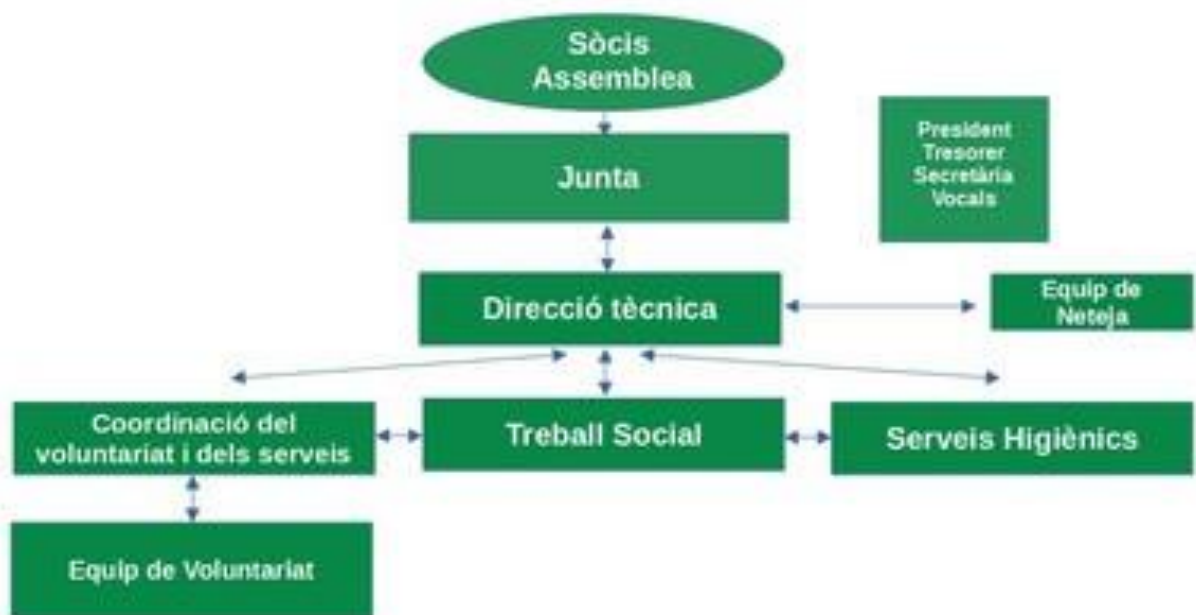 Sòcis
Assemblea
Junta
President
Tresorer
Secretària
Vocals
Direcció tècnica
Equip de
Neteja
Coordinació del
voluntariat i dels serveis
Treball Social
Serveis Higiènics
Equip de Voluntariat